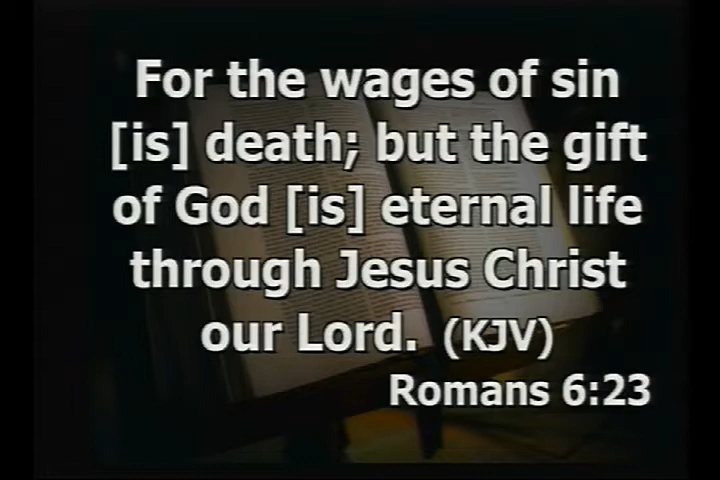 For the wages of sin
[is] death; but the gift
of God [is] eternal life
through Jesus Christ
our Lord. (KJV)
Romans 6:23